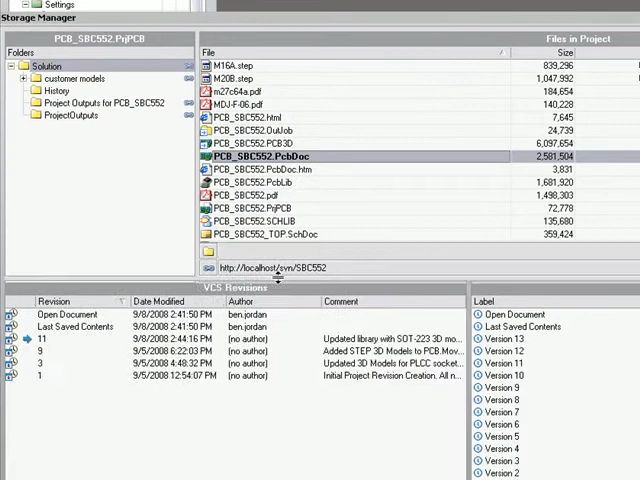 Settings
Storage Manager
PCB_SBC552.PrjPCB
Files in Project
Folders
File
Size
Solution
customer models
History
Project Outputs for PCB_SBC552
ProjectOutputs
M16A.step 839,296
M20B.step 1,047,992
m27c64a.pdf 184,654
MDJ-F-06.pdf 140,228
PCB_SBC552.html 7,645
PCB_SBC552.OutJob 24,739
PCB_SBC552.PCB3D 6,097,654
PCB_SBC552.PcbDoc 2,581,504
PCB_SBC552.PcbDoc.htm 3,831
PCB_SBC552.PcbLib 1,681,920
PCB_SBC552.pdf 1,498,303
PCB_SBC552.PrjPCB 72,778
PCB_SBC552.SCHLIB 135,680
PCB_SBC552_TOP.SchDoc 359,424
http://localhost/svn/SBC552
VCS Revisions
Revision Date Modified Author Comment
Open Document 9/8/2008 2:41:50 PM ben.jordan
Last Saved Contents 9/8/2008 2:41:50 PM ben.jordan
11 9/8/2008 2:44:16 PM (no author) Updated library with SOT-223 3D mo...
9 9/5/2008 6:22:03 PM (no author) Added STEP 3D Models to PCB.Mov...
3 9/5/2008 4:48:32 PM (no author) Updated 3D Models for PLCC socket...
1 9/5/2008 12:54:07 PM (no author) Initial Project Revision Creation. All n...
Label
Open Document
Last Saved Contents
Version 13
Version 12
Version 11
Version 10
Version 9
Version 8
Version 7
Version 6
Version 5
Version 4
Version 3
Version 2